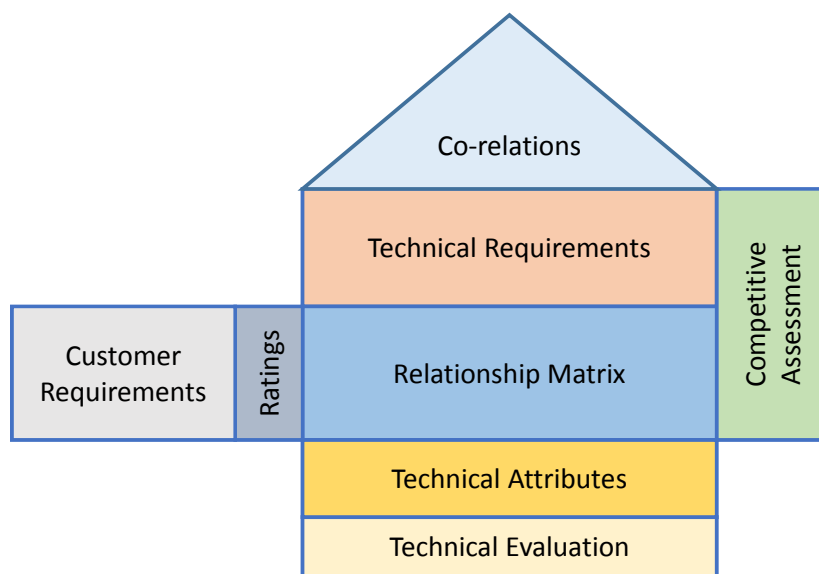 Co-relations
Technical Requirements
Competitive
Assessment
Customer
Requirements
Ratings
Relationship Matrix
Technical Attributes
Technical Evaluation